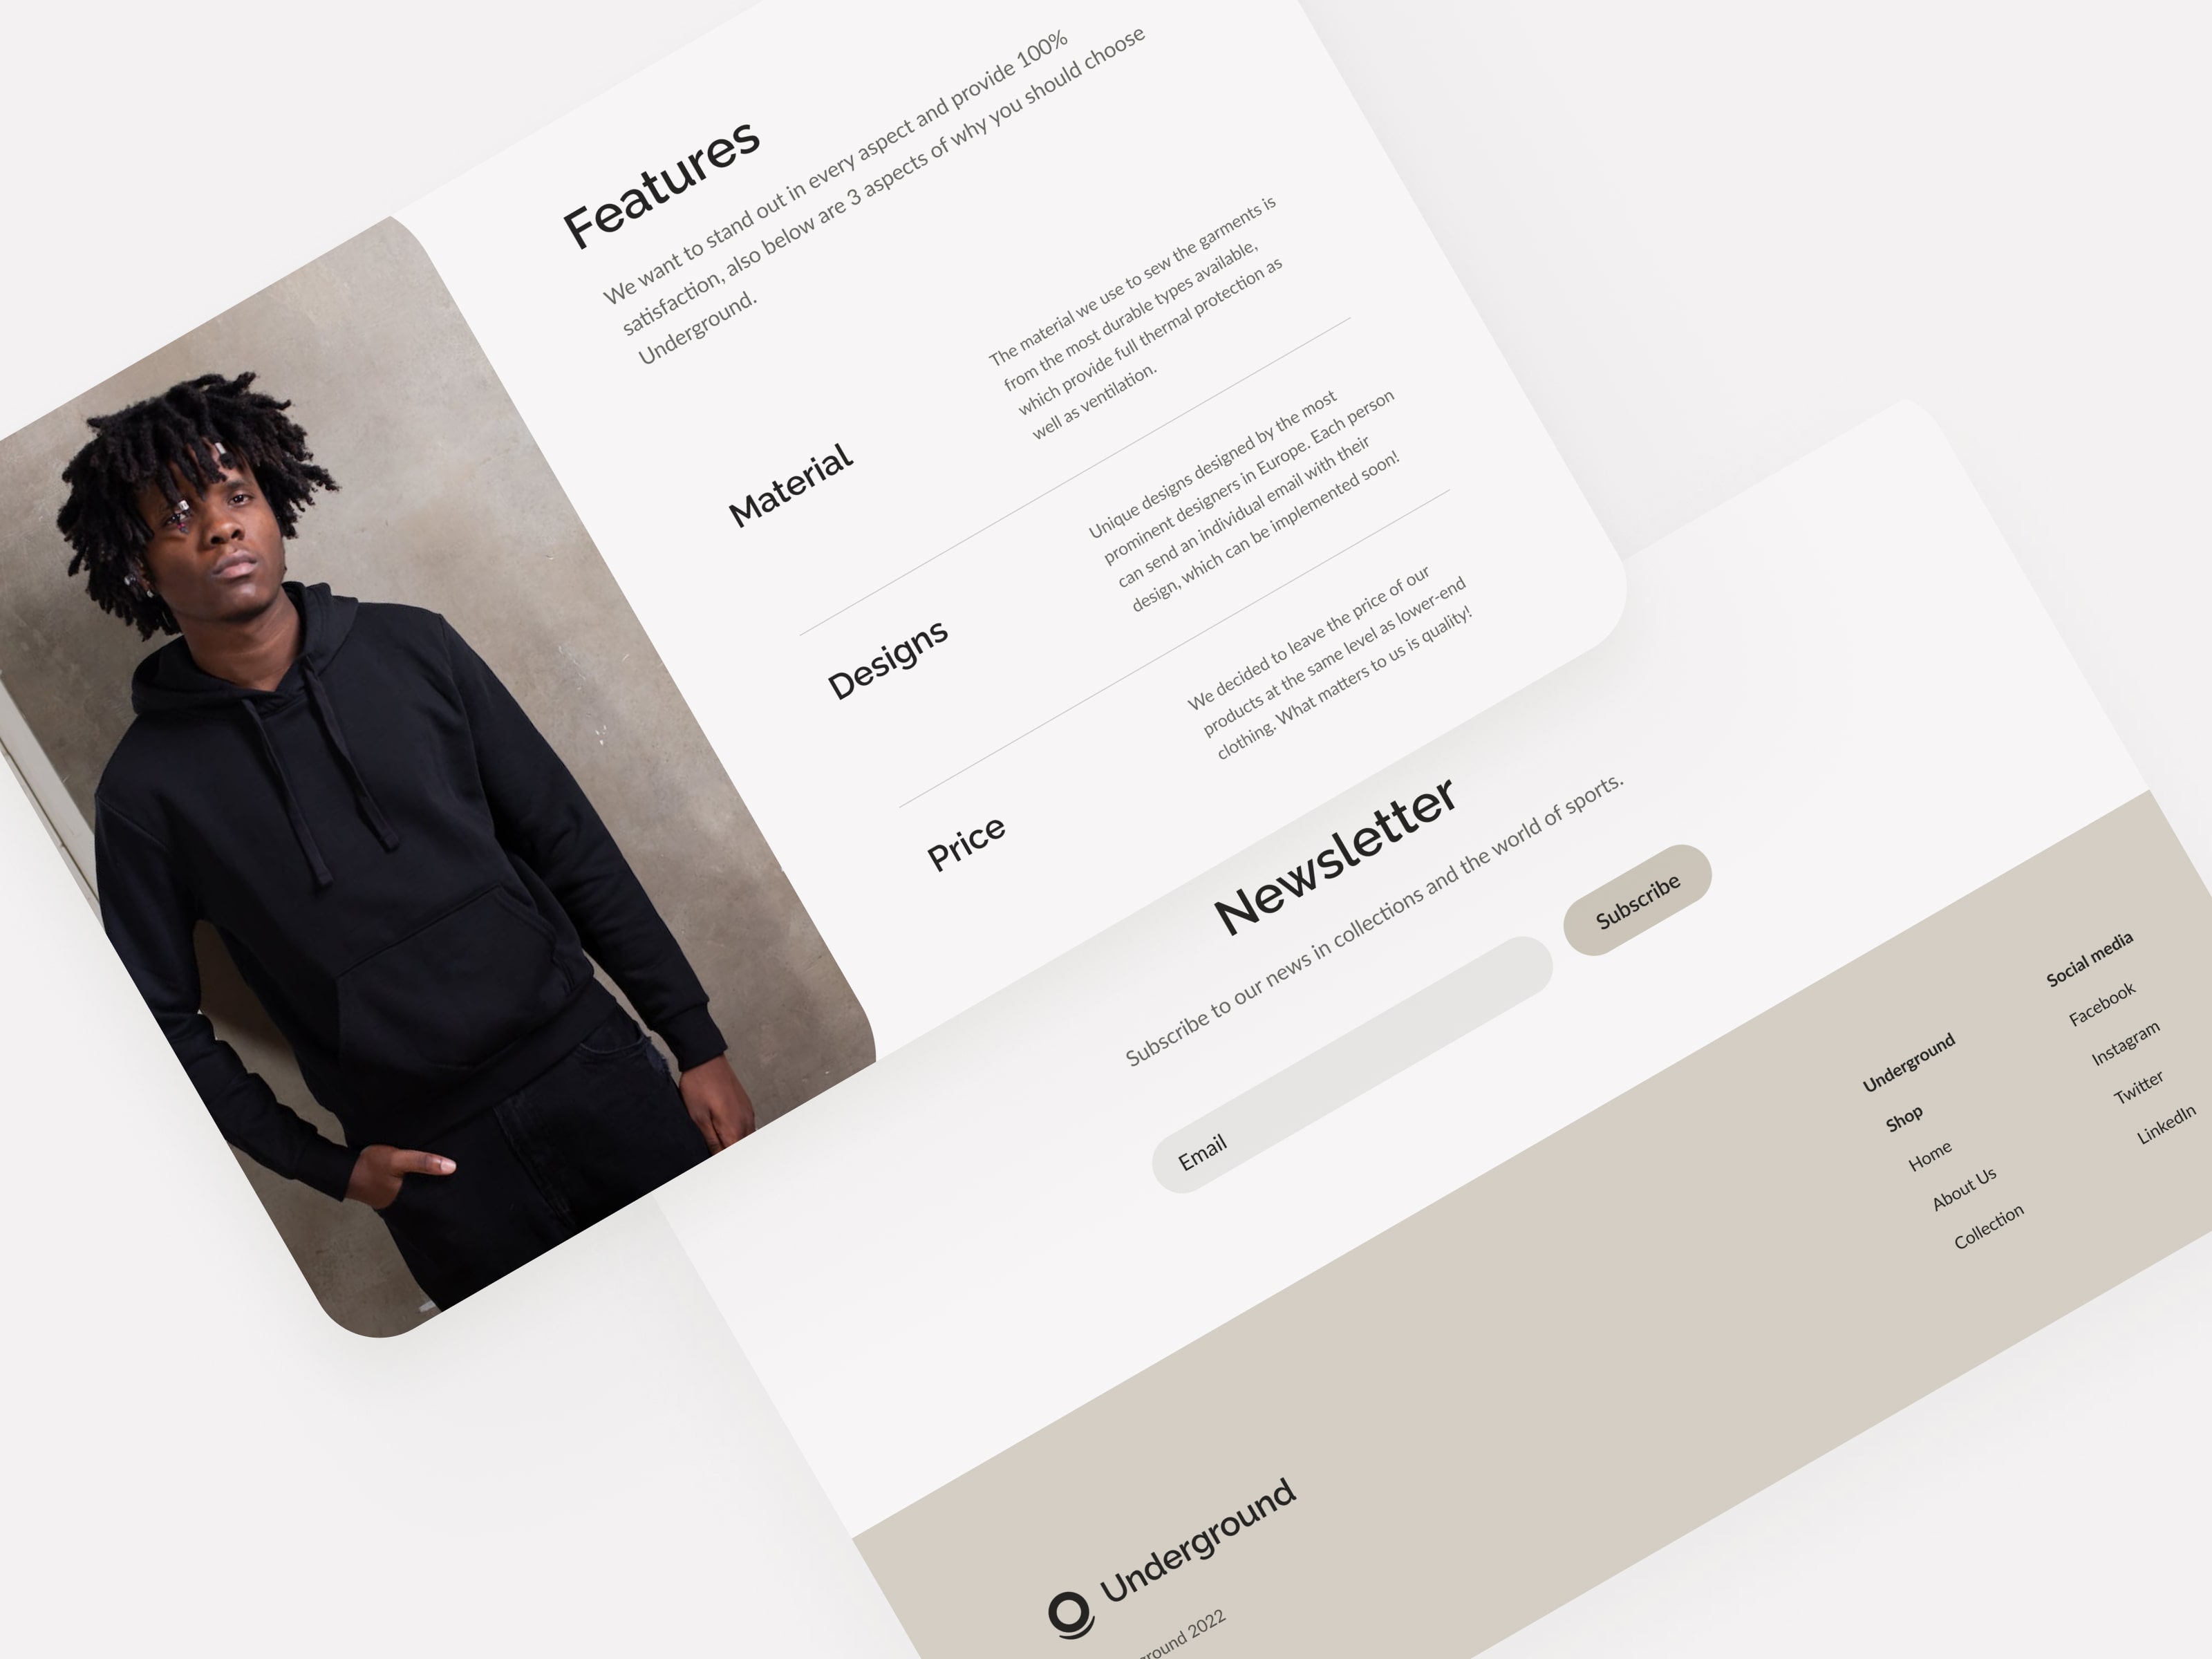 Features
We want to stand out in every aspect and provide 100%
satisfaction, also below are 3 aspects of why you should choose
Underground.
Material
The material we use to sew the garments is
from the most durable types available,
which provide full thermal protection as
well as ventilation.
Designs
Unique designs designed by the most
prominent designers in Europe. Each person
can send an individual email with their
design, which can be implemented soon!
Price
We decided to leave the price of our
products at the same level as lower-end
clothing. What matters to us is quality!
Newsletter
Subscribe to our news in collections and the world of sports.
Email
Subscribe
Underground
ground 2022
Underground
Shop
Home
About Us
Collection
Social media
Facebook
Instagram
Twitter
LinkedIn